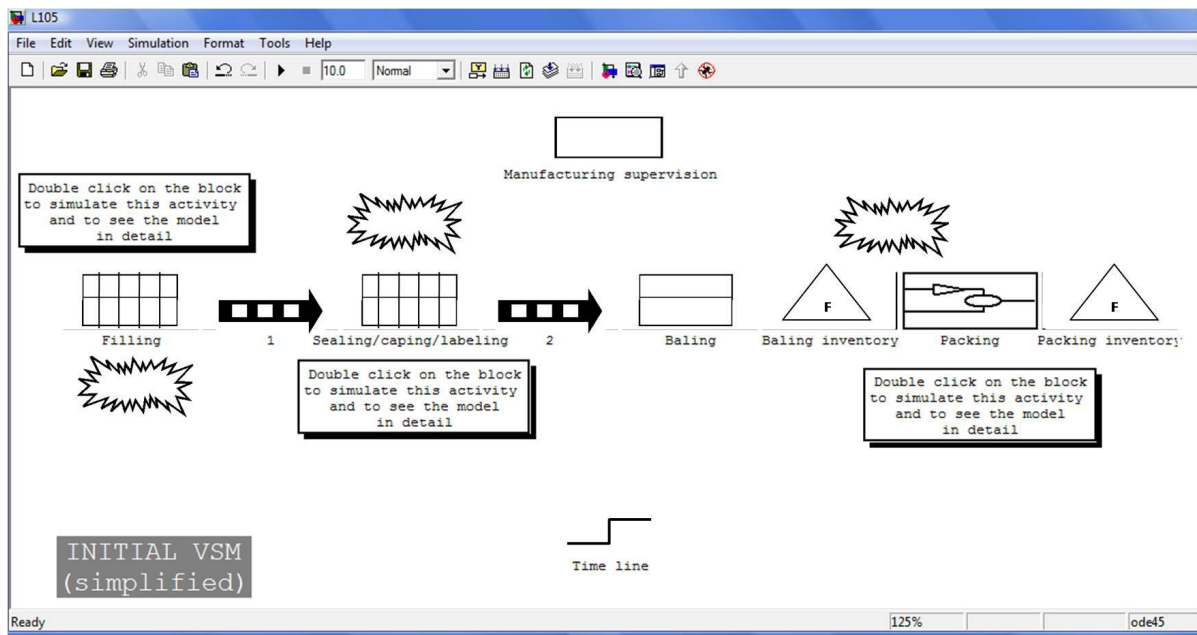 L105
File Edit View Simulation Format Tools Help
10.0 Normal
Manufacturing supervision
Double click on the block
to simulate this activity
and to see the model
in detail
Filling 1 Sealing/caping/labeling 2 Baling Baling inventory Packing Packing inventory
F F
Double click on the block
to simulate this activity
and to see the model
in detail
Double click on the block
to simulate this activity
and to see the model
in detail
INITIAL VSM
(simplified)
Time line
Ready 125% ode45